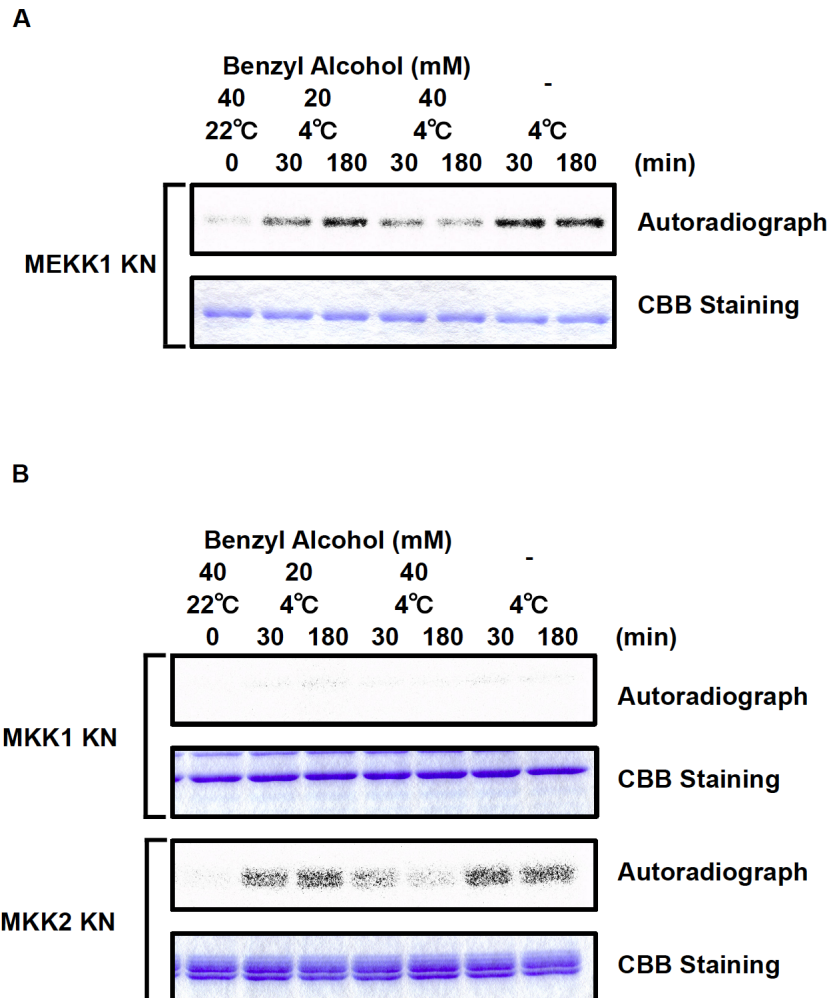 A
Benzyl Alcohol (mM)
40 20 40 -
22℃ 4℃ 4℃ 4℃
0 30 180 30 180 30 180 (min)
Autoradiograph
MEKK1 KN
CBB Staining
B
Benzyl Alcohol (mM)
40 20 40 -
22℃ 4℃ 4℃ 4℃
0 30 180 30 180 30 180 (min)
Autoradiograph
MKK1 KN
CBB Staining
Autoradiograph
MKK2 KN
CBB Staining